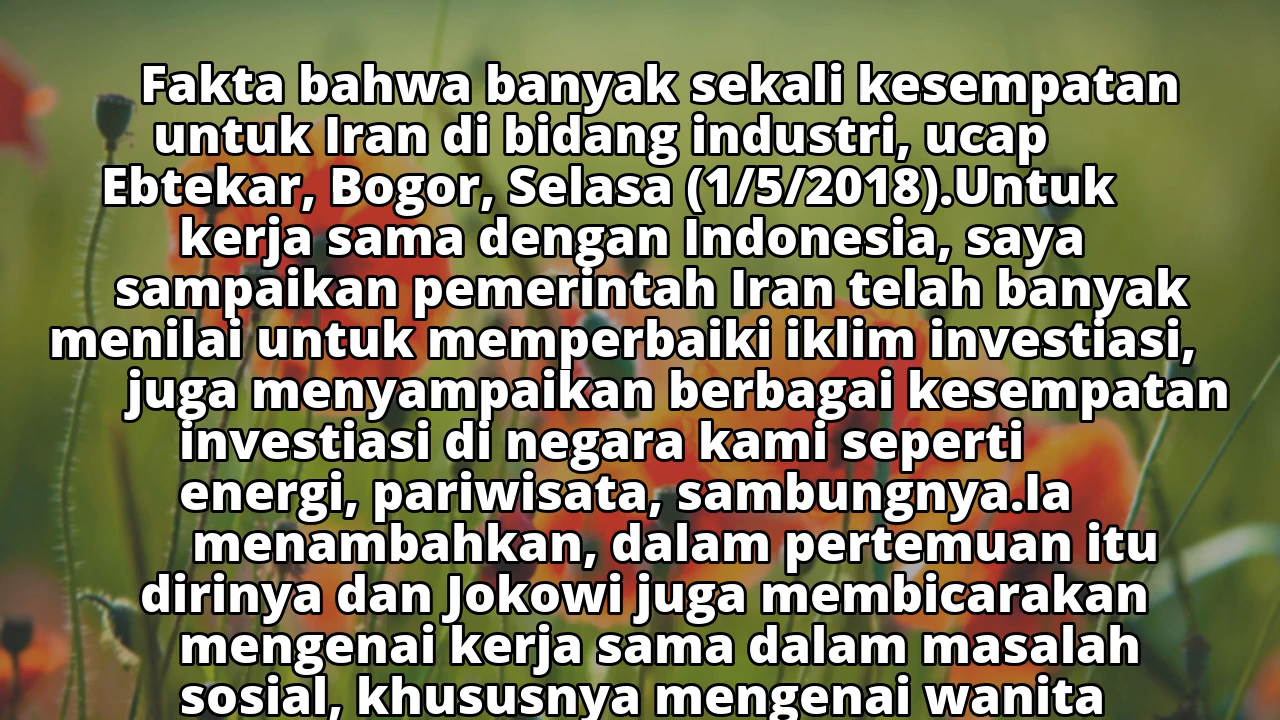 Fakta bahwa banyak sekali kesempatan
untuk Iran di bidang industri, ucap
Ebtekar, Bogor, Selasa (1/5/2018).Untuk
kerja sama dengan Indonesia, saya
sampaikan pemerintah Iran telah banyak
menilai untuk memperbaiki iklim investiasi,
juga menyampaikan berbagai kesempatan
investiasi di negara kami seperti
energi, pariwisata, sambungnya.Ia
menambahkan, dalam pertemuan itu
dirinya dan Jokowi juga membicarakan
mengenai kerja sama dalam masalah
sosial, khususnya mengenai wanita